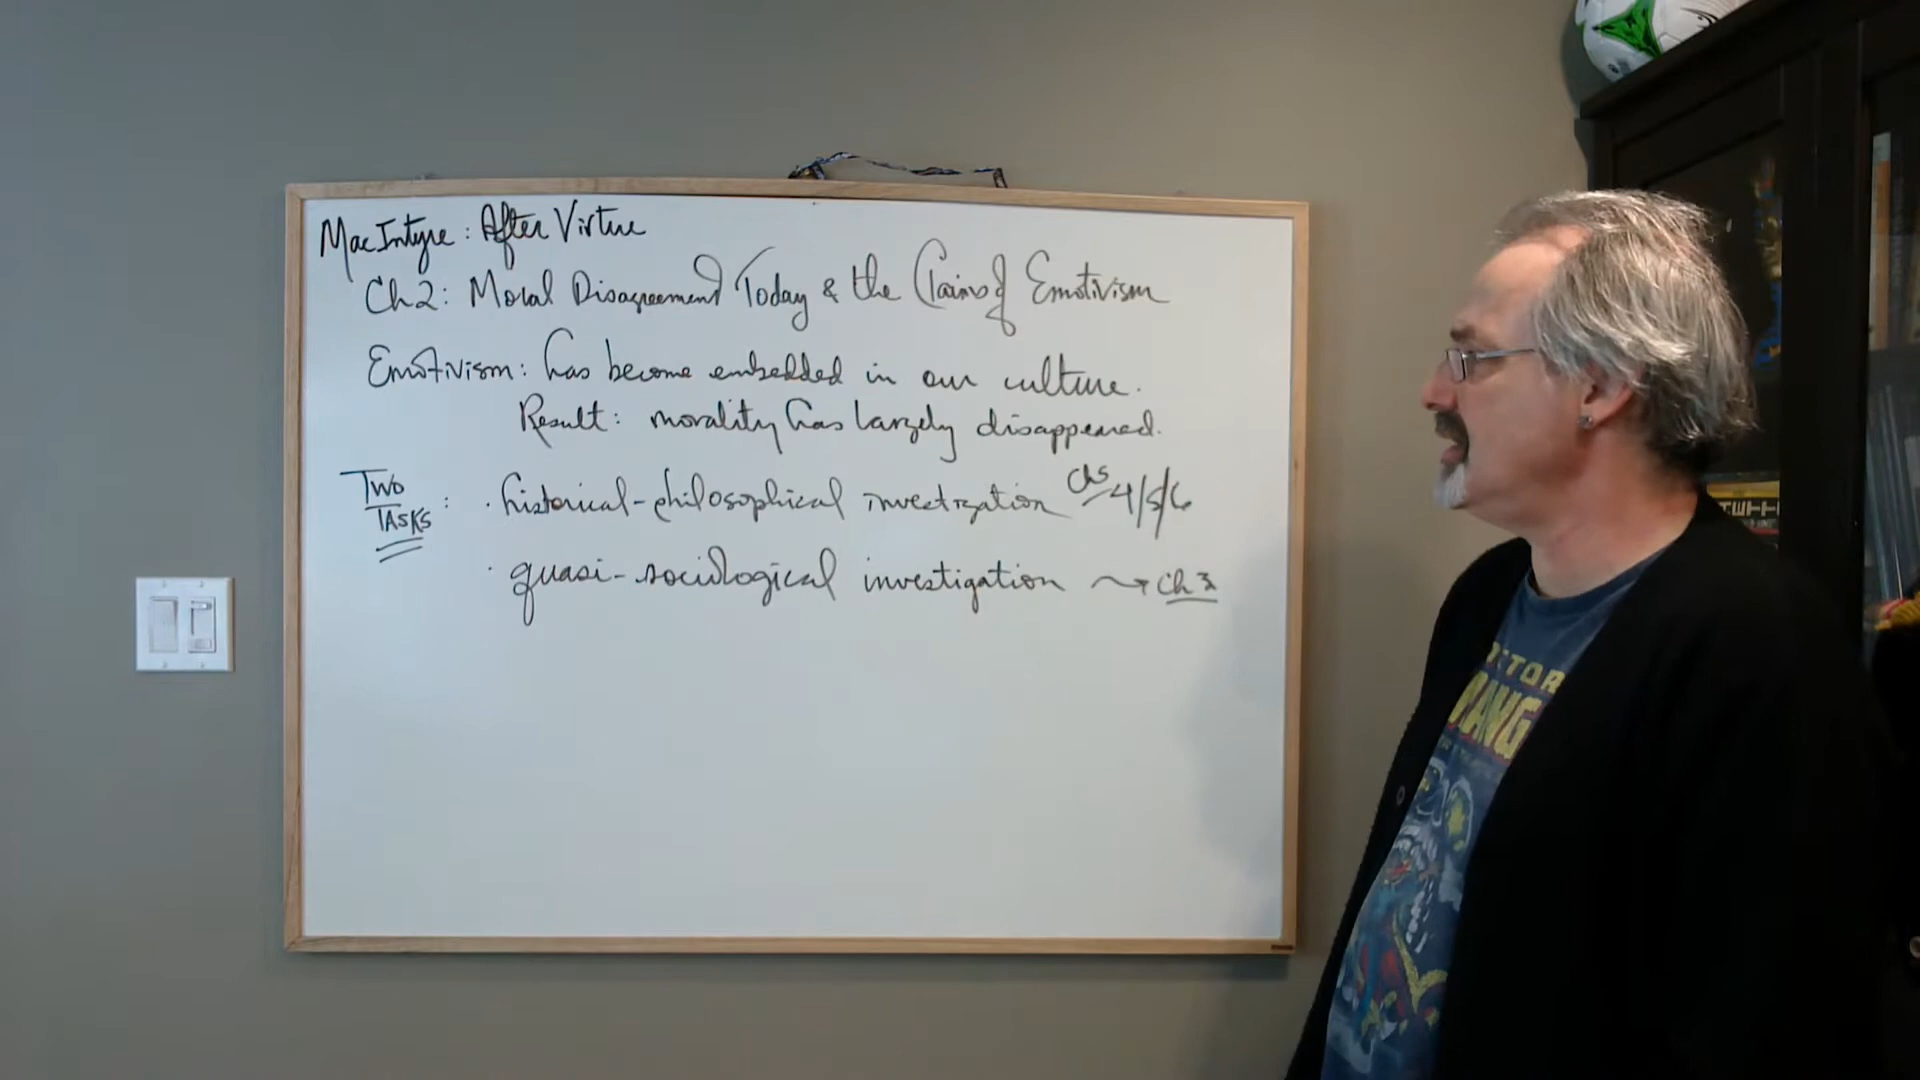 MacIntyre: After Virtue
Ch2: Moral Disagreement Today & the Claims of Emotivism
Emotivism: has become embedded in our culture.
Result: morality has largely disappeared.
TWO TASKS: · historical-philosophical investigation Chs 4/5/6
· quasi-sociological investigation → Ch 3